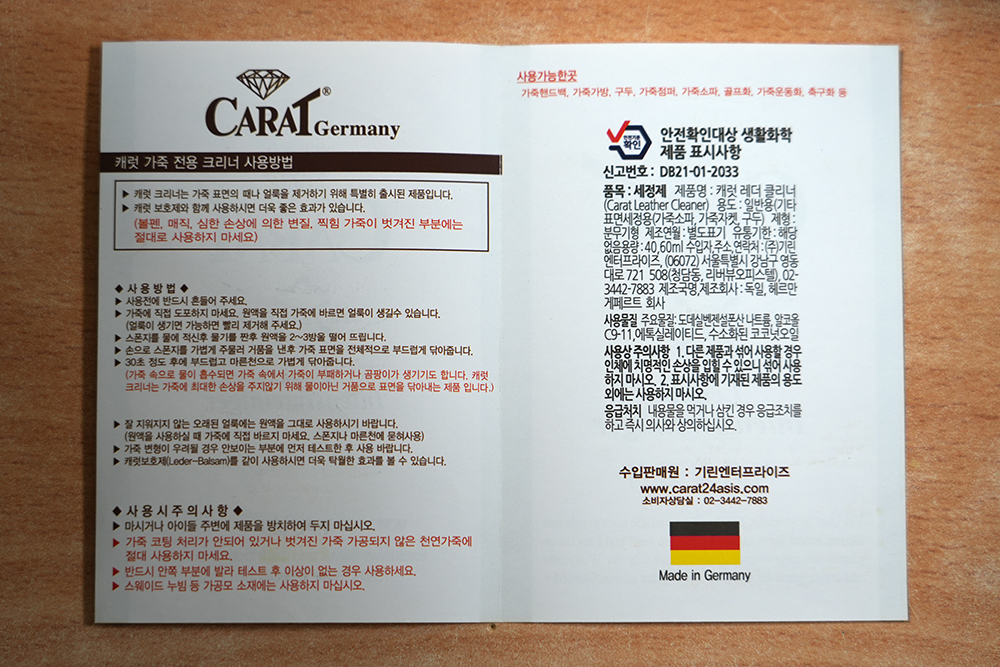 CARAT® Germany
캐럿 가죽 전용 크리너 사용방법
▶ 캐럿 크리너는 가죽 표면의 때나 얼룩을 제거하기 위해 특별히 출시된 제품입니다.
▶ 캐럿 보호제와 함께 사용하시면 더욱 좋은 효과가 있습니다.
(볼펜, 매직, 심한 손상에 의한 변질, 찍힘 가죽이 벗겨진 부분에는
절대로 사용하지 마세요)
◆ 사 용 방 법 ◆
▶ 사용전에 반드시 흔들어 주세요.
▶ 가죽에 직접 도포하지 마세요. 원액을 직접 가죽에 바르면 얼룩이 생길수 있습니다.
(얼룩이 생기면 가능하면 빨리 제거해 주세요.)
▶ 스폰지를 물에 적신후 물기를 짠후 원액을 2~3방울 떨어 뜨립니다.
▶ 손으로 스폰지를 가볍게 주물러 거품을 낸후 가죽 표면을 전체적으로 부드럽게 닦아줍니다.
▶ 30초 정도 후에 부드럽고 마른천으로 가볍게 닦아줍니다.
(가죽 속으로 물이 흡수되면 가죽 속에서 가죽이 부패하거나 곰팡이가 생기기도 합니다. 캐럿
크리너는 가죽에 최대한 손상을 주지않기 위해 물이아닌 거품으로 표면을 닦아내는 제품 입니다.)
▶ 잘 지워지지 않는 오래된 얼룩에는 원액을 그대로 사용하시기 바랍니다.
(원액을 사용하실 때 가죽에 직접 바르지 마세요. 스폰지나 마른천에 묻혀사용)
▶ 가죽 변형이 우려될 경우 안보이는 부분에 먼저 테스트한 후 사용 바랍니다.
▶ 캐럿보호제(Leder-Balsam)를 같이 사용하시면 더욱 탁월한 효과를 볼 수 있습니다.
◆ 사 용 시 주 의 사 항 ◆
▶ 마시거나 아이들 주변에 제품을 방치하여 두지 마십시오.
▶ 가죽 코팅 처리가 안되어 있거나 벗겨진 가죽 가공되지 않은 천연가죽에
절대 사용하지 마세요.
▶ 반드시 안쪽 부분에 발라 테스트 후 이상이 없는 경우 사용하세요.
▶ 스웨이드 누빔 등 가공모 소재에는 사용하지 마십시오.
사용가능한곳
가죽핸드백, 가죽가방, 구두, 가죽점퍼, 가죽소파, 골프화, 가죽운동화, 축구화 등
안전기준
확인
안전확인대상 생활화학
제품 표시사항
신고번호 : DB21-01-2033
품목 : 세정제 제품명 : 캐럿 레더 클리너
(Carat Leather Cleaner) 용도 : 일반용(기타
표면세정용(가죽소파, 가죽자켓, 구두) 제형 :
분무기형 제조연월 : 별도표기 유통기한 : 해당
없음용량 : 40,60ml 수입자,주소,연락처 : (주)기린
엔터프라이즈, (06072) 서울특별시 강남구 영동
대로 721 508(청담동, 리버뷰오피스텔), 02-
3442-7883 제조국명,제조회사 : 독일, 헤르만
게페르트 회사
사용물질 주요물질: 도데실벤젠설폰산 나트륨, 알코올
C9-11,에톡실레이티드, 수소화된 코코넛오일
사용상 주의사항 1. 다른 제품과 섞어 사용할 경우
인체에 치명적인 손상을 입힐 수 있으니 섞어 사용
하지 마시오. 2. 표시사항에 기재된 제품의 용도
외에는 사용하지 마시오.
응급처치 내용물을 먹거나 삼킨 경우 응급조치를
하고 즉시 의사와 상의하십시오.
수입판매원 : 기린엔터프라이즈
www.carat24asis.com
소비자상담실 : 02-3442-7883
Made in Germany